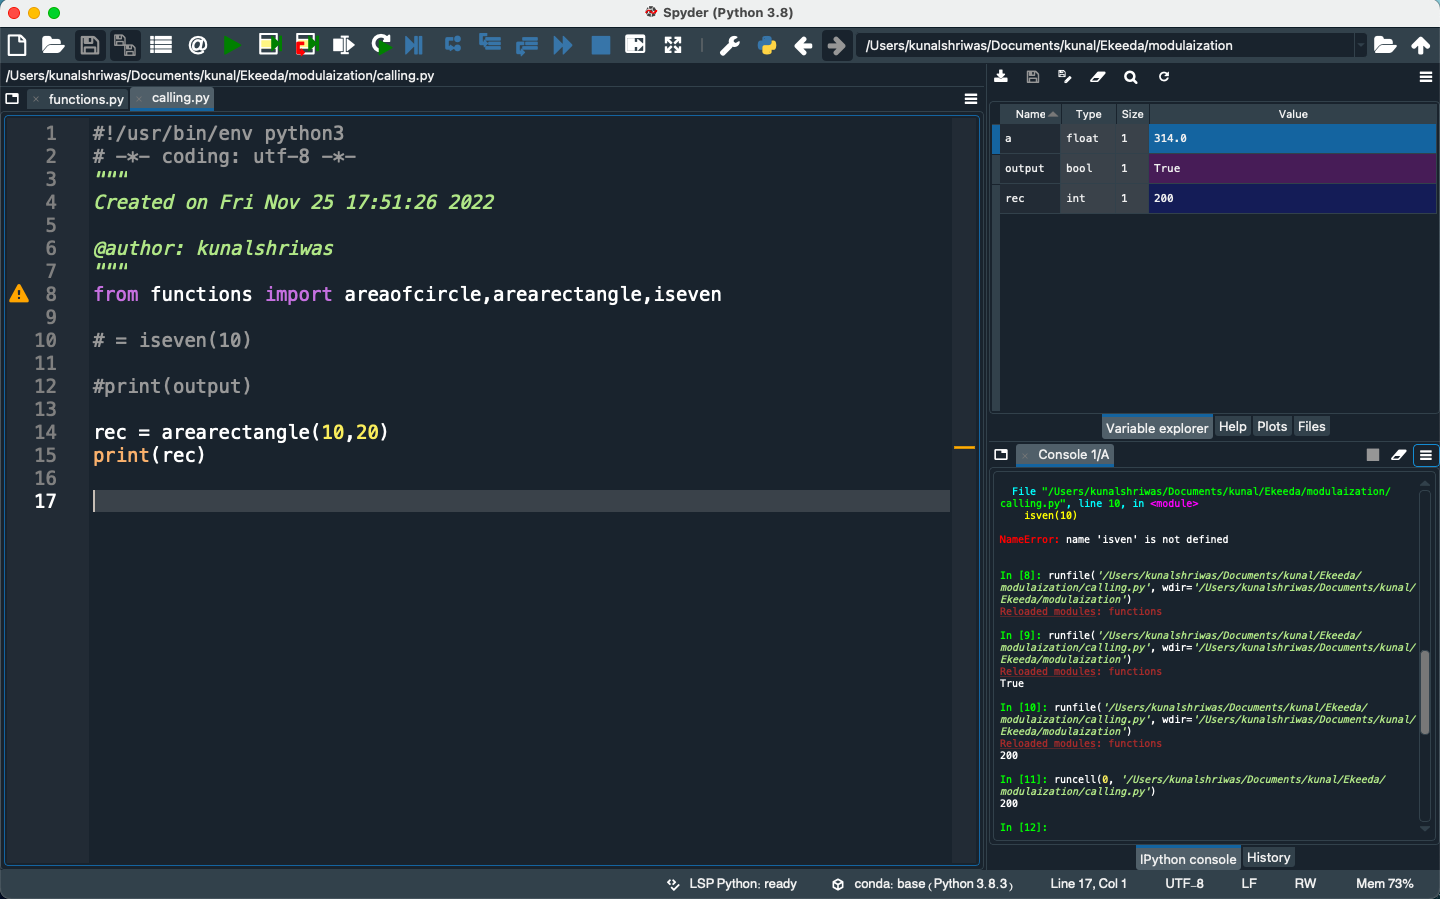 Spyder (Python 3.8)
/Users/kunalshriwas/Documents/kunal/Ekeeda/modulaization
/Users/kunalshriwas/Documents/kunal/Ekeeda/modulaization/calling.py
functions.py
calling.py
1 #!/usr/bin/env python3
2 # -*- coding: utf-8 -*-
3 """
4 Created on Fri Nov 25 17:51:26 2022
5
6 @author: kunalshriwas
7 """
8 from functions import areaofcircle,arearectangle,iseven
9
10 # = iseven(10)
11
12 #print(output)
13
14 rec = arearectangle(10,20)
15 print(rec)
16
17
Name Type Size Value
a float 1 314.0
output bool 1 True
rec int 1 200
Variable explorer Help Plots Files
Console 1/A
File "/Users/kunalshriwas/Documents/kunal/Ekeeda/modulaization/
calling.py", line 10, in <module>
isven(10)
NameError: name 'isven' is not defined
In [8]: runfile('/Users/kunalshriwas/Documents/kunal/Ekeeda/
modulaization/calling.py', wdir='/Users/kunalshriwas/Documents/kunal/
Ekeeda/modulaization')
Reloaded modules: functions
In [9]: runfile('/Users/kunalshriwas/Documents/kunal/Ekeeda/
modulaization/calling.py', wdir='/Users/kunalshriwas/Documents/kunal/
Ekeeda/modulaization')
Reloaded modules: functions
True
In [10]: runfile('/Users/kunalshriwas/Documents/kunal/Ekeeda/
modulaization/calling.py', wdir='/Users/kunalshriwas/Documents/kunal/
Ekeeda/modulaization')
Reloaded modules: functions
200
In [11]: runcell(0, '/Users/kunalshriwas/Documents/kunal/Ekeeda/
modulaization/calling.py')
200
In [12]:
IPython console History
LSP Python: ready conda: base (Python 3.8.3) Line 17, Col 1 UTF-8 LF RW Mem 73%